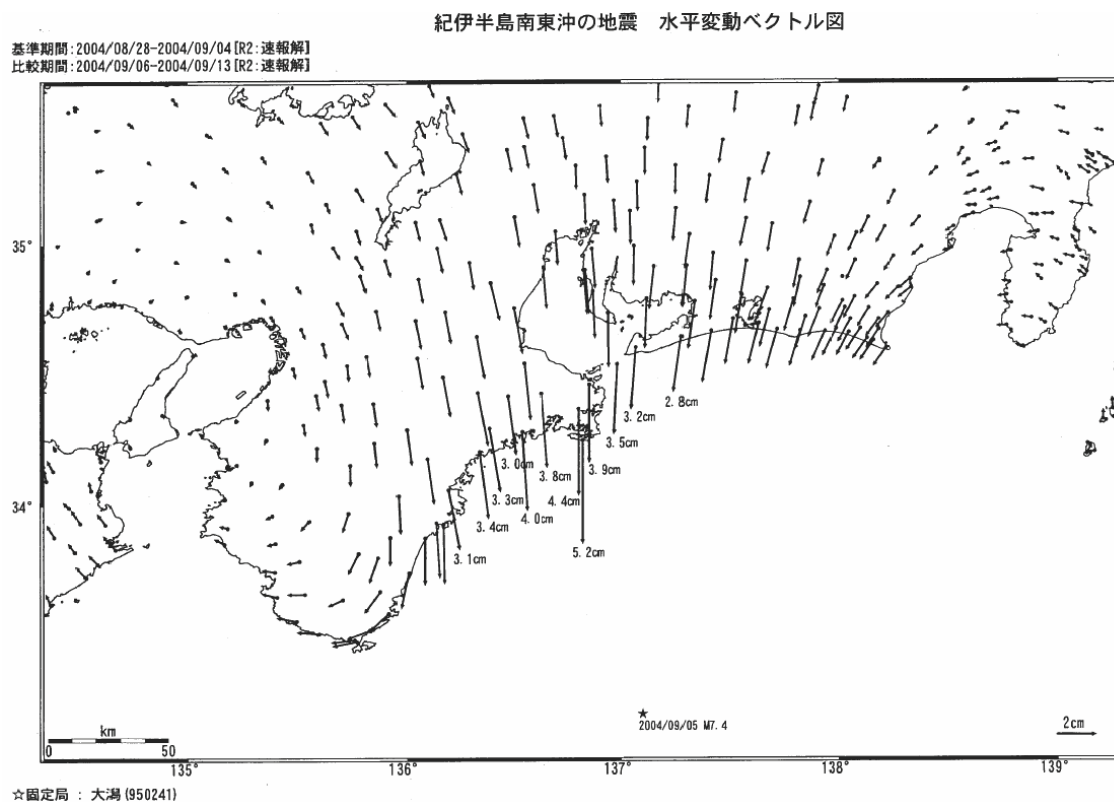 紀伊半島南東沖の地震　水平変動ベクトル図
基準期間:2004/08/28-2004/09/04[R2:速報解]
比較期間:2004/09/06-2004/09/13[R2:速報解]
35°
34°
2.8cm
3.2cm
3.5cm
3.0cm
3.8cm
3.9cm
3.3cm
4.4cm
3.4cm
4.0cm
3.1cm
5.2cm
2004/09/05 M7.4
km
0 50
2cm
135° 136° 137° 138° 139°
☆固定局 : 大潟(950241)